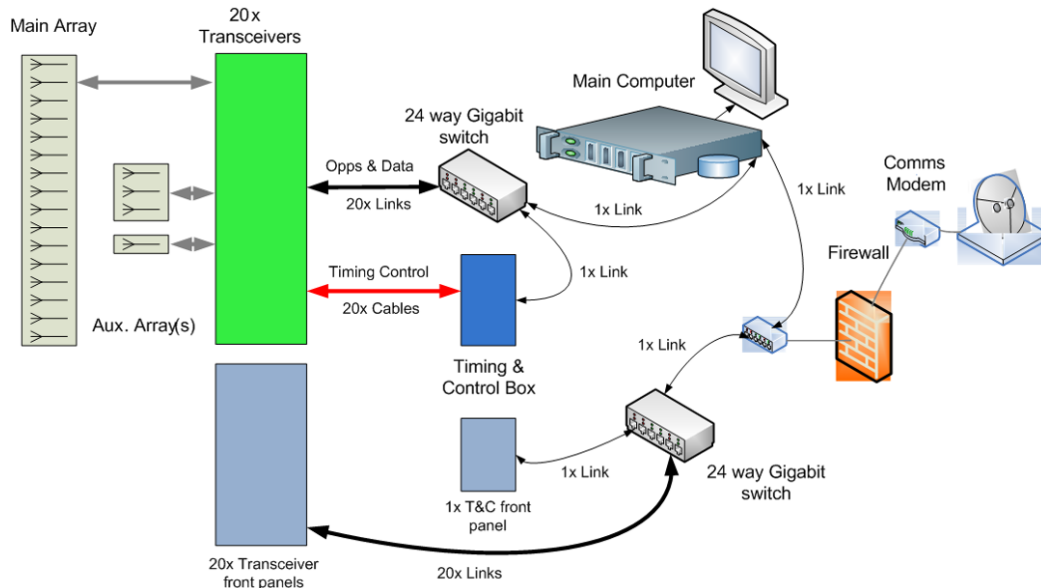 Main Array
20x
Transceivers
Main Computer
24 way Gigabit
switch
Opps & Data
20x Links
1x Link
Comms
Modem
Firewall
1x Link
Timing Control
20x Cables
1x Link
Aux. Array(s)
1x Link
Timing &
Control Box
1x Link
24 way Gigabit
switch
1x T&C front
panel
20x Transceiver
front panels
20x Links